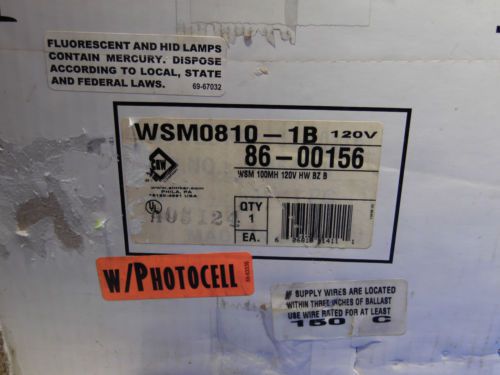 FLUORESCENT AND HID LAMPS
CONTAIN MERCURY. DISPOSE
ACCORDING TO LOCAL, STATE
AND FEDERAL LAWS.
69-67032
WSM0810-1B 120V
86-00156
WSM 100MH 120V HW BZ B
PHILA, PA
QTY
1
EA.
W/PHOTOCELL
SUPPLY WIRES ARE LOCATED
WITHIN THREE INCHES OF BALLAST
USE WIRE RATED FOR AT LEAST
150 C